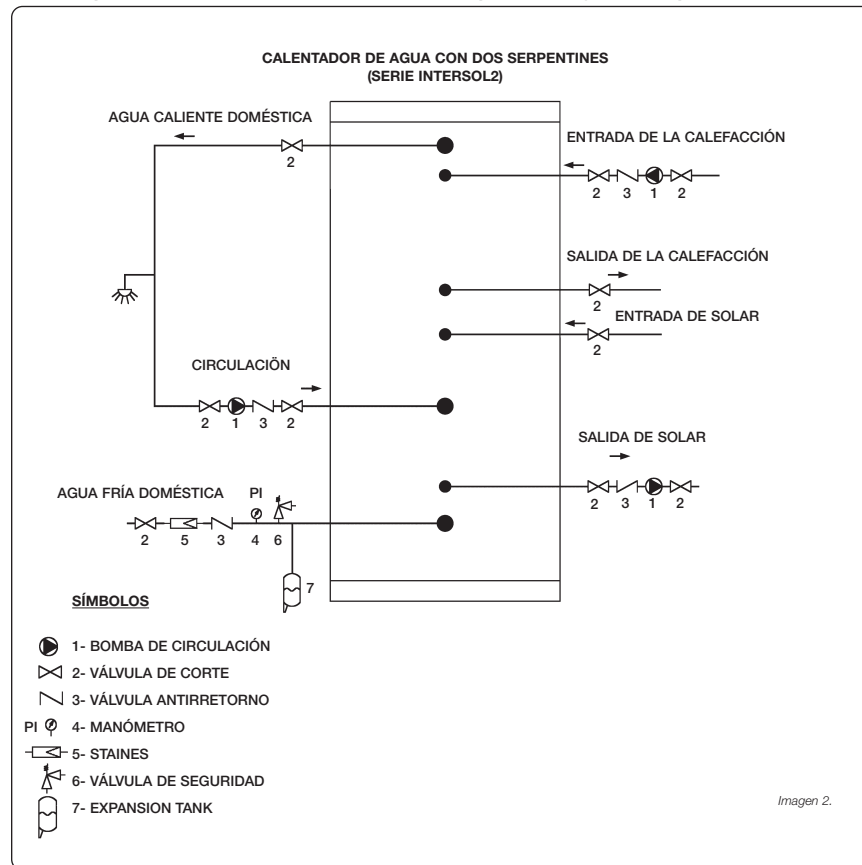 CALENTADOR DE AGUA CON DOS SERPENTINES
(SERIE INTERSOL2)
AGUA CALIENTE DOMÉSTICA
2
ENTRADA DE LA CALEFACCIÓN
2 3 1 2
SALIDA DE LA CALEFACCIÓN
2
ENTRADA DE SOLAR
2
CIRCULACIÖN
2 1 3 2
SALIDA DE SOLAR
2 3 1 2
AGUA FRÍA DOMÉSTICA PI
2 5 3 4 6
7
SÍMBOLOS
1- BOMBA DE CIRCULACIÓN
2- VÁLVULA DE CORTE
3- VÁLVULA ANTIRRETORNO
PI 4- MANÓMETRO
5- STAINES
6- VÁLVULA DE SEGURIDAD
7- EXPANSION TANK
Imagen 2.